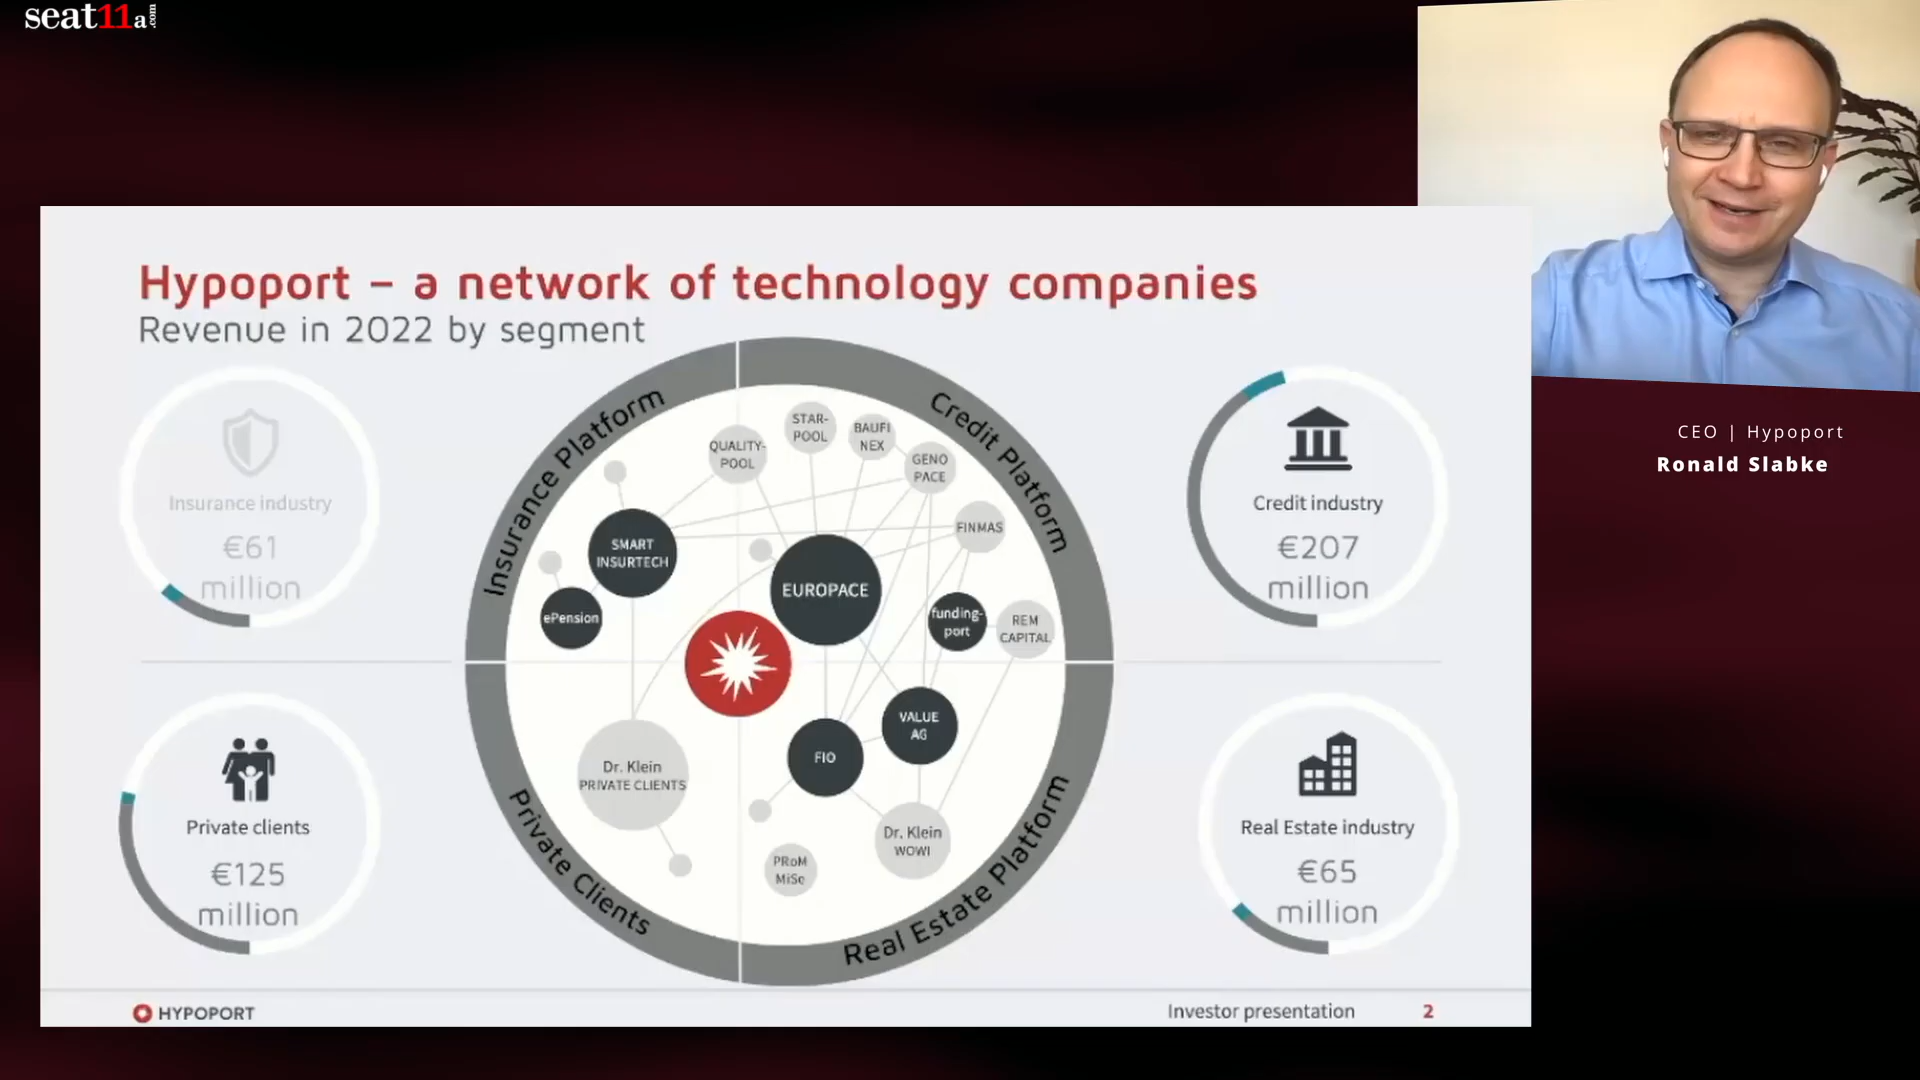 seat11a.com
Hypoport – a network of technology companies
Revenue in 2022 by segment
Insurance industry
€61
million
Private clients
€125
million
Insurance Platform
Credit Platform
Private Clients
Real Estate Platform
QUALITY-
POOL
STAR-
POOL
BAUFI
NEX
GENO
PACE
FINMAS
SMART
INSURTECH
ePension
EUROPACE
funding-
port
REM
CAPITAL
VALUE
AG
FIO
Dr. Klein
PRIVATE CLIENTS
Dr. Klein
WOWI
PRoM
MiSe
Credit industry
€207
million
Real Estate industry
€65
million
HYPOPORT
Investor presentation
2
CEO | Hypoport
Ronald Slabke